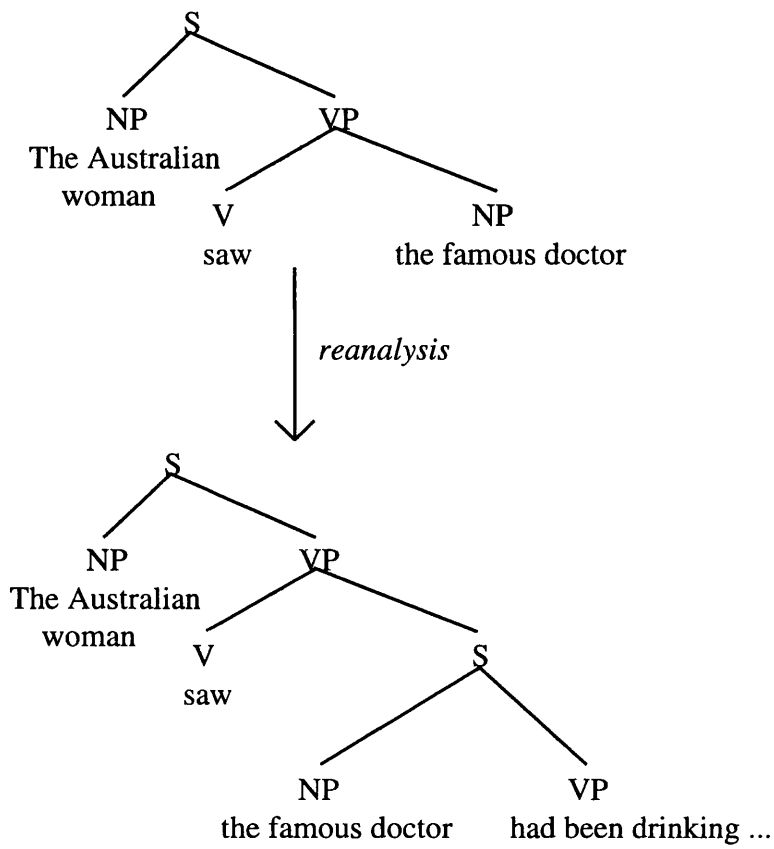 S
NP VP
The Australian
woman
V NP
saw the famous doctor
reanalysis
S
NP VP
The Australian
woman
V S
saw
NP VP
the famous doctor had been drinking ...